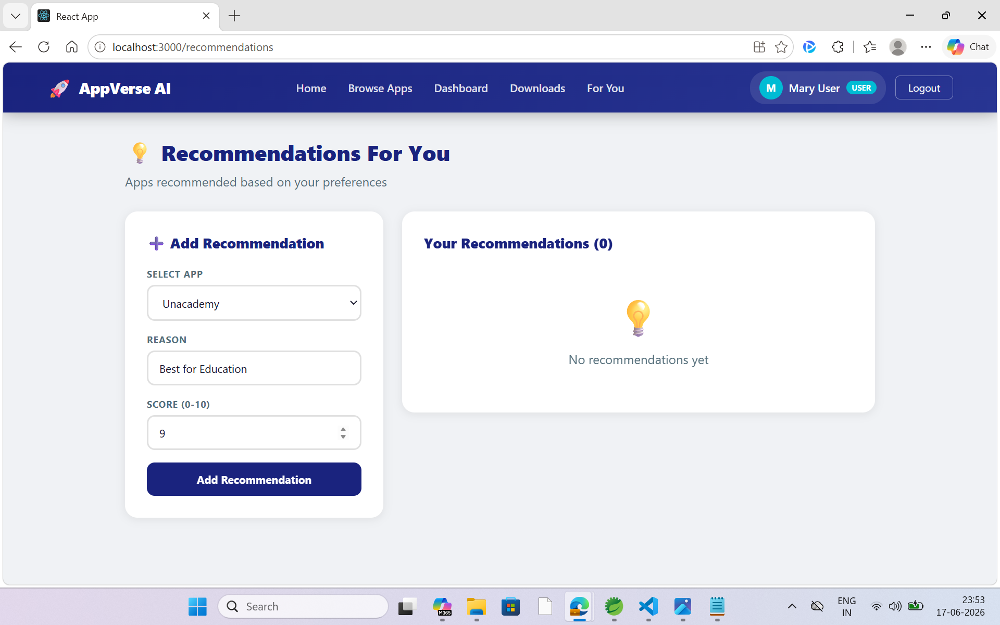 React App
localhost:3000/recommendations
Chat
AppVerse AI
Home
Browse Apps
Dashboard
Downloads
For You
M
Mary User
USER
Logout
Recommendations For You
Apps recommended based on your preferences
Add Recommendation
SELECT APP
Unacademy
REASON
Best for Education
SCORE (0-10)
9
Add Recommendation
Your Recommendations (0)
No recommendations yet
Search
M365
ENG
IN
23:53
17-06-2026